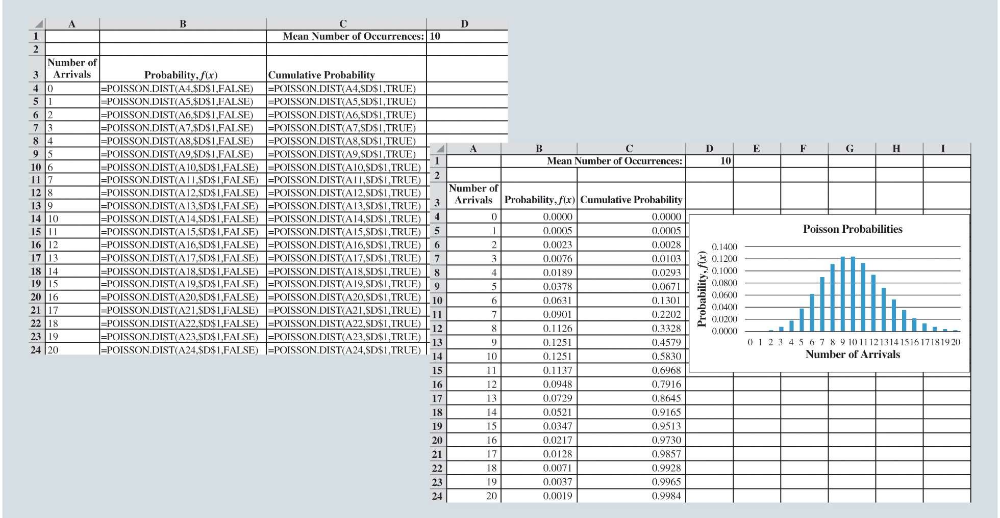 A B C D
1 Mean Number of Occurrences: 10
2
Number of
3 Arrivals Probability, f(x) Cumulative Probability
4 0 =POISSON.DIST(A4,$D$1,FALSE) =POISSON.DIST(A4,$D$1,TRUE)
5 1 =POISSON.DIST(A5,$D$1,FALSE) =POISSON.DIST(A5,$D$1,TRUE)
6 2 =POISSON.DIST(A6,$D$1,FALSE) =POISSON.DIST(A6,$D$1,TRUE)
7 3 =POISSON.DIST(A7,$D$1,FALSE) =POISSON.DIST(A7,$D$1,TRUE)
8 4 =POISSON.DIST(A8,$D$1,FALSE) =POISSON.DIST(A8,$D$1,TRUE)
9 5 =POISSON.DIST(A9,$D$1,FALSE) =POISSON.DIST(A9,$D$1,TRUE)
10 6 =POISSON.DIST(A10,$D$1,FALSE) =POISSON.DIST(A10,$D$1,TRUE)
11 7 =POISSON.DIST(A11,$D$1,FALSE) =POISSON.DIST(A11,$D$1,TRUE)
12 8 =POISSON.DIST(A12,$D$1,FALSE) =POISSON.DIST(A12,$D$1,TRUE)
13 9 =POISSON.DIST(A13,$D$1,FALSE) =POISSON.DIST(A13,$D$1,TRUE)
14 10 =POISSON.DIST(A14,$D$1,FALSE) =POISSON.DIST(A14,$D$1,TRUE)
15 11 =POISSON.DIST(A15,$D$1,FALSE) =POISSON.DIST(A15,$D$1,TRUE)
16 12 =POISSON.DIST(A16,$D$1,FALSE) =POISSON.DIST(A16,$D$1,TRUE)
17 13 =POISSON.DIST(A17,$D$1,FALSE) =POISSON.DIST(A17,$D$1,TRUE)
18 14 =POISSON.DIST(A18,$D$1,FALSE) =POISSON.DIST(A18,$D$1,TRUE)
19 15 =POISSON.DIST(A19,$D$1,FALSE) =POISSON.DIST(A19,$D$1,TRUE)
20 16 =POISSON.DIST(A20,$D$1,FALSE) =POISSON.DIST(A20,$D$1,TRUE)
21 17 =POISSON.DIST(A21,$D$1,FALSE) =POISSON.DIST(A21,$D$1,TRUE)
22 18 =POISSON.DIST(A22,$D$1,FALSE) =POISSON.DIST(A22,$D$1,TRUE)
23 19 =POISSON.DIST(A23,$D$1,FALSE) =POISSON.DIST(A23,$D$1,TRUE)
24 20 =POISSON.DIST(A24,$D$1,FALSE) =POISSON.DIST(A24,$D$1,TRUE)
A B C D E F G H I
1 Mean Number of Occurrences: 10
2
Number of
3 Arrivals Probability, f(x) Cumulative Probability
4 0 0.0000 0.0000
5 1 0.0005 0.0005
6 2 0.0023 0.0028
7 3 0.0076 0.0103
8 4 0.0189 0.0293
9 5 0.0378 0.0671
10 6 0.0631 0.1301
11 7 0.0901 0.2202
12 8 0.1126 0.3328
13 9 0.1251 0.4579
14 10 0.1251 0.5830
15 11 0.1137 0.6968
16 12 0.0948 0.7916
17 13 0.0729 0.8645
18 14 0.0521 0.9165
19 15 0.0347 0.9513
20 16 0.0217 0.9730
21 17 0.0128 0.9857
22 18 0.0071 0.9928
23 19 0.0037 0.9965
24 20 0.0019 0.9984
Poisson Probabilities
Probability, f(x)
0.1400
0.1200
0.1000
0.0800
0.0600
0.0400
0.0200
0.0000
0 1 2 3 4 5 6 7 8 9 10 11 12 13 14 15 16 17 18 19 20
Number of Arrivals